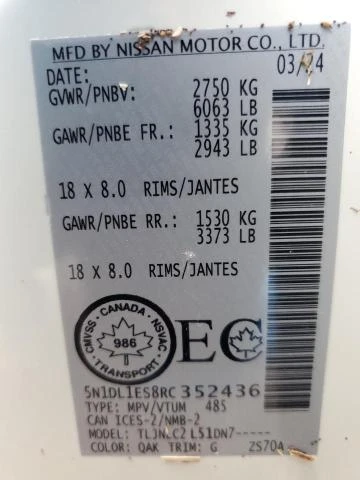 MFD BY NISSAN MOTOR CO., LTD.
DATE: 03/24
GVWR/PNBV: 2750 KG
6063 LB
GAWR/PNBE FR.: 1335 KG
2943 LB
18 X 8.0 RIMS/JANTES
GAWR/PNBE RR.: 1530 KG
3373 LB
18 X 8.0 RIMS/JANTES
CANADA
CMVSS NSVAC
986
TRANSPORT
EC
5N1DL1ES8RC352436
TYPE: MPV/VTUM 485
CAN ICES-2/NMB-2
MODEL: LS1DN7-----
COLOR: QAK TRIM: G 2S70A